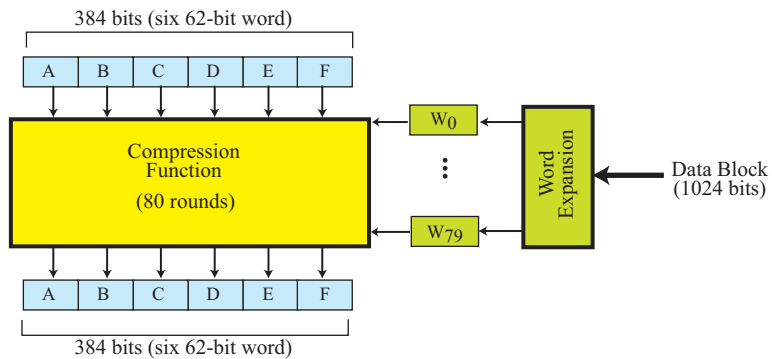 384 bits (six 62-bit word)
A B C D E F
Compression
Function
(80 rounds)
W0
...
W79
Word
Expansion
Data Block
(1024 bits)
A B C D E F
384 bits (six 62-bit word)